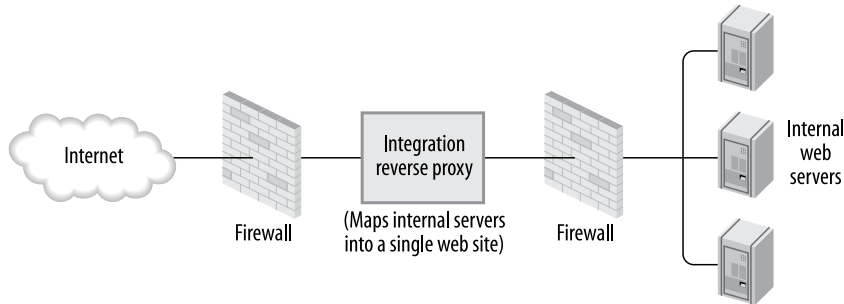 Internet
Firewall
Integration
reverse proxy
(Maps internal servers
into a single web site)
Firewall
Internal
web
servers